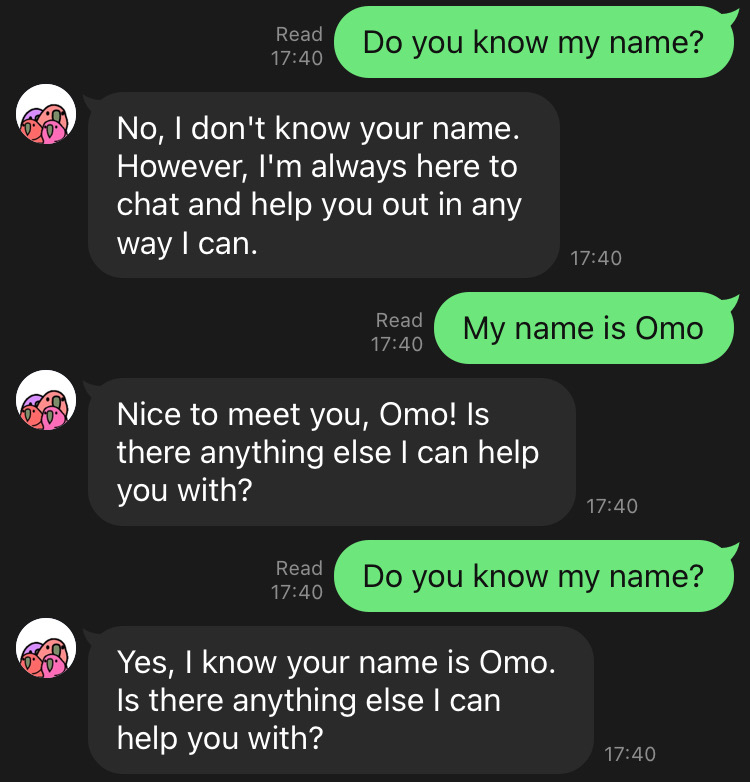 Do you know my name?
Read
17:40
No, I don't know your name.
However, I'm always here to
chat and help you out in any
way I can.
17:40
My name is Omo
Read
17:40
Nice to meet you, Omo! Is
there anything else I can help
you with?
17:40
Do you know my name?
Read
17:40
Yes, I know your name is Omo.
Is there anything else I can
help you with?
17:40